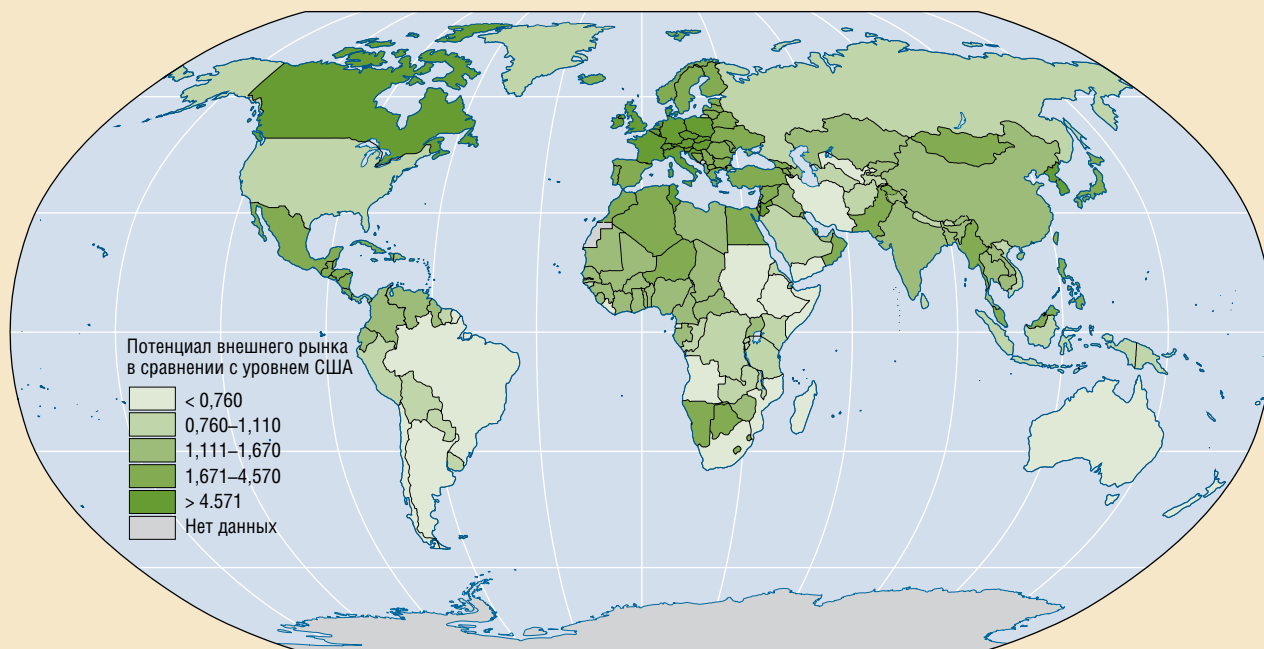 Потенциал внешнего рынка
в сравнении с уровнем США
< 0,760
0,760–1,110
1,111–1,670
1,671–4,570
> 4.571
Нет данных